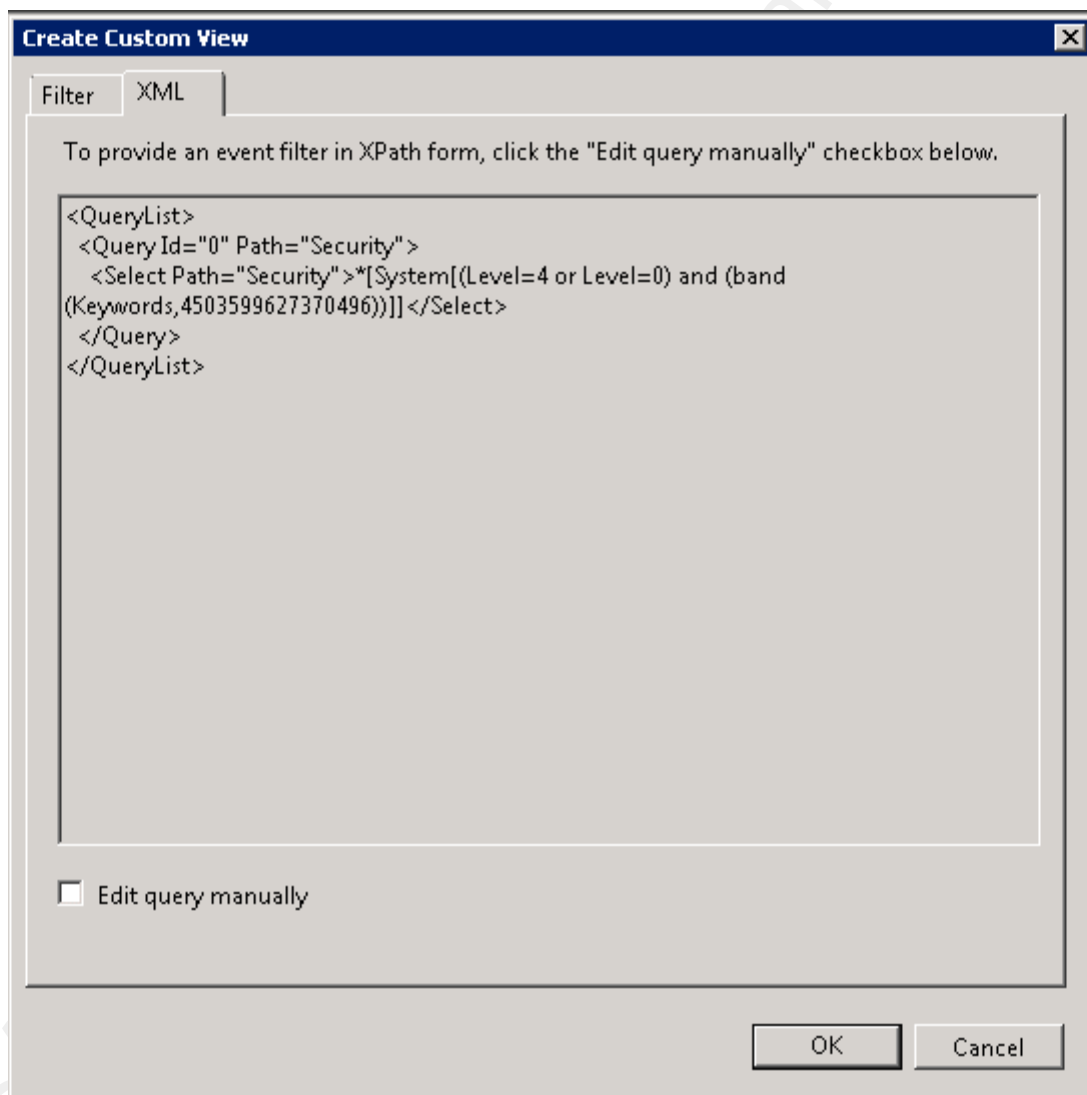 Create Custom View
Filter XML
To provide an event filter in XPath form, click the "Edit query manually" checkbox below.
<QueryList>
<Query Id="0" Path="Security">
<Select Path="Security">*[System[(Level=4 or Level=0) and (band
(Keywords,4503599627370496))]]</Select>
</Query>
</QueryList>
Edit query manually
OK Cancel